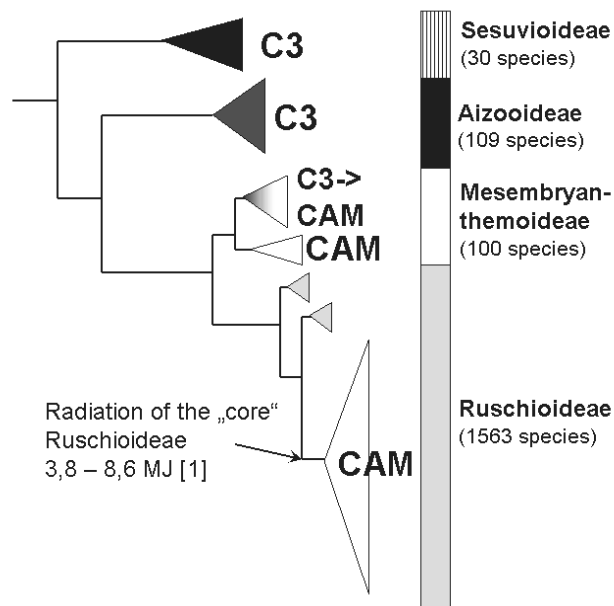 C3
C3
C3->
CAM
CAM
Radiation of the „core“
Ruschioideae
3,8 – 8,6 MJ [1]
CAM
Sesuvioideae
(30 species)
Aizooideae
(109 species)
Mesembryan-
themoideae
(100 species)
Ruschioideae
(1563 species)